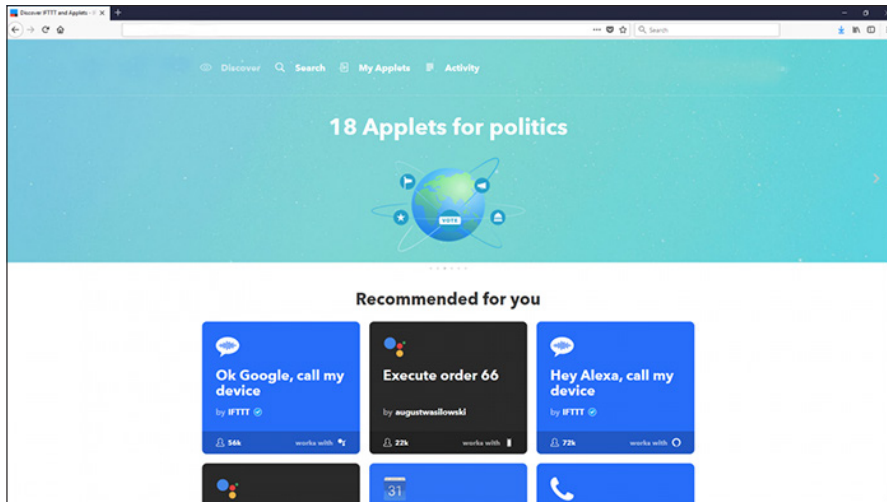 Discover IFTTT and Applets - I
Search
Discover Search My Applets Activity
18 Applets for politics
VOTE
Recommended for you
Ok Google, call my
device
by IFTTT
56k works with
Execute order 66
by augustwasilowski
22k works with
Hey Alexa, call my
device
by IFTTT
72k works with
31